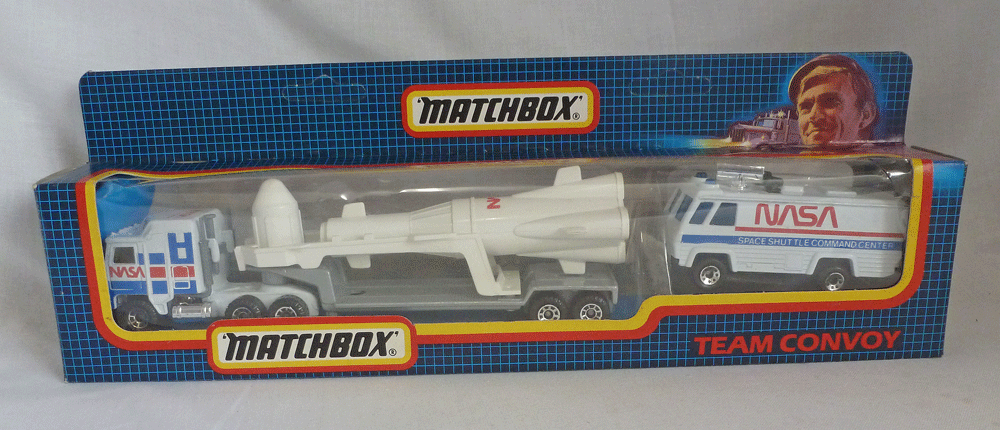 'MATCHBOX'®
NASA
N
NASA
SPACE SHUTTLE COMMAND CENTER
'MATCHBOX'®
TEAM CONVOY